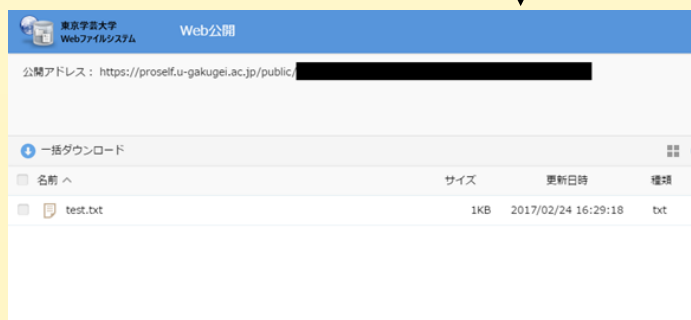 東京学芸大学
Webファイルシステム
Web公開
公開アドレス： https://proself.u-gakugei.ac.jp/public/
一括ダウンロード
名前 サイズ 更新日時 種類
test.txt 1KB 2017/02/24 16:29:18 txt